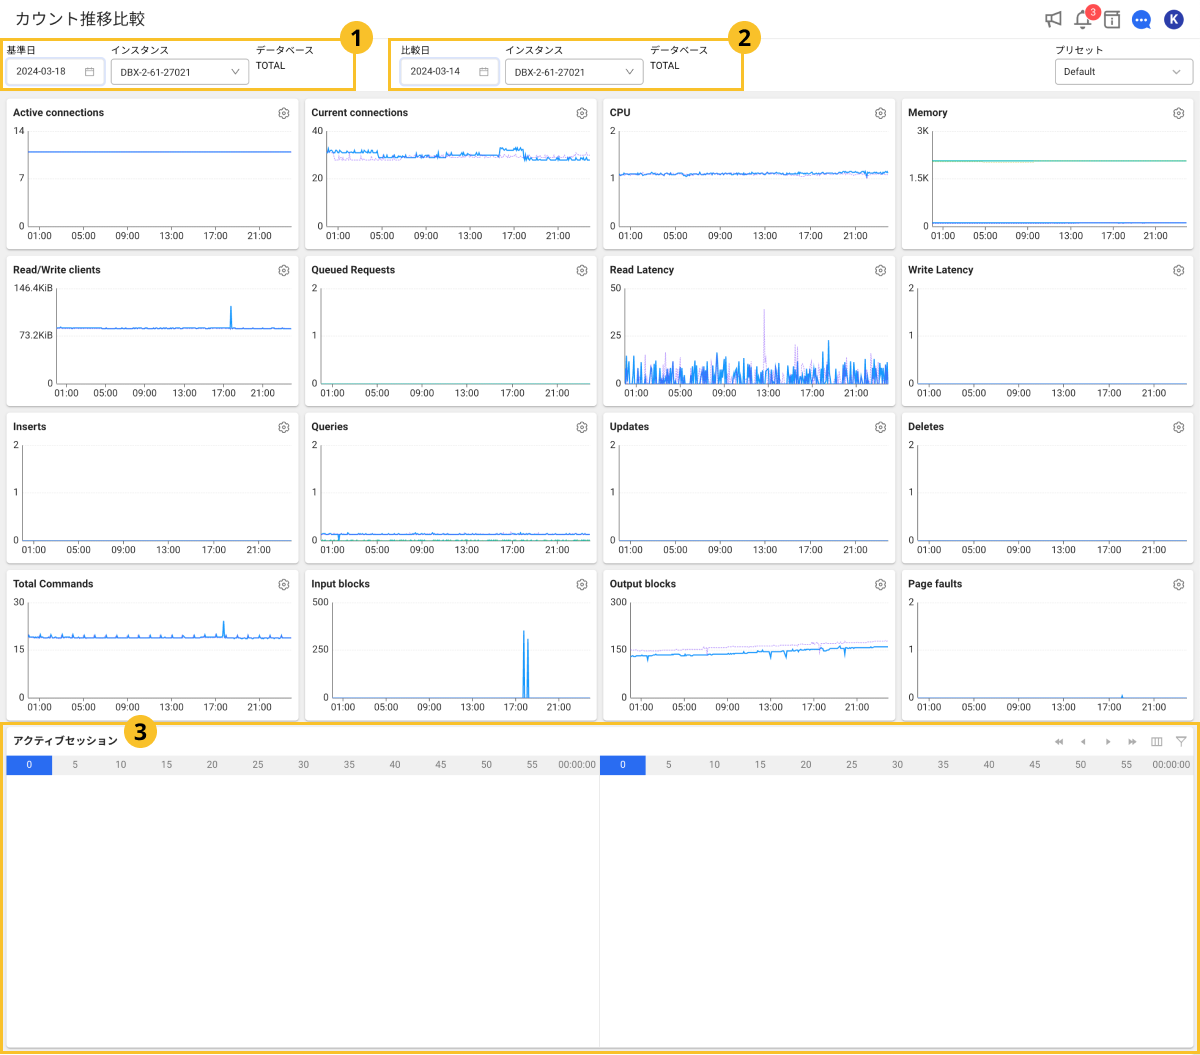 カウント推移比較
3
K
基準日 インスタンス データベース
2024-03-18 DBX-2-61-27021 TOTAL
1
比較日 インスタンス データベース
2024-03-14 DBX-2-61-27021 TOTAL
2
プリセット
Default
Active connections
14
7
0
01:00 05:00 09:00 13:00 17:00 21:00
Current connections
40
20
0
01:00 05:00 09:00 13:00 17:00 21:00
CPU
2
1
0
01:00 05:00 09:00 13:00 17:00 21:00
Memory
3K
1.5K
0
01:00 05:00 09:00 13:00 17:00 21:00
Read/Write clients
146.4KiB
73.2KiB
0
01:00 05:00 09:00 13:00 17:00 21:00
Queued Requests
2
1
0
01:00 05:00 09:00 13:00 17:00 21:00
Read Latency
50
25
0
01:00 05:00 09:00 13:00 17:00 21:00
Write Latency
2
1
0
01:00 05:00 09:00 13:00 17:00 21:00
Inserts
2
1
0
01:00 05:00 09:00 13:00 17:00 21:00
Queries
2
1
0
01:00 05:00 09:00 13:00 17:00 21:00
Updates
2
1
0
01:00 05:00 09:00 13:00 17:00 21:00
Deletes
2
1
0
01:00 05:00 09:00 13:00 17:00 21:00
Total Commands
30
15
0
01:00 05:00 09:00 13:00 17:00 21:00
Input blocks
500
250
0
01:00 05:00 09:00 13:00 17:00 21:00
Output blocks
300
150
0
01:00 05:00 09:00 13:00 17:00 21:00
Page faults
2
1
0
01:00 05:00 09:00 13:00 17:00 21:00
アクティブセッション
3
0 5 10 15 20 25 30 35 40 45 50 55 00:00:00
0 5 10 15 20 25 30 35 40 45 50 55 00:00:00